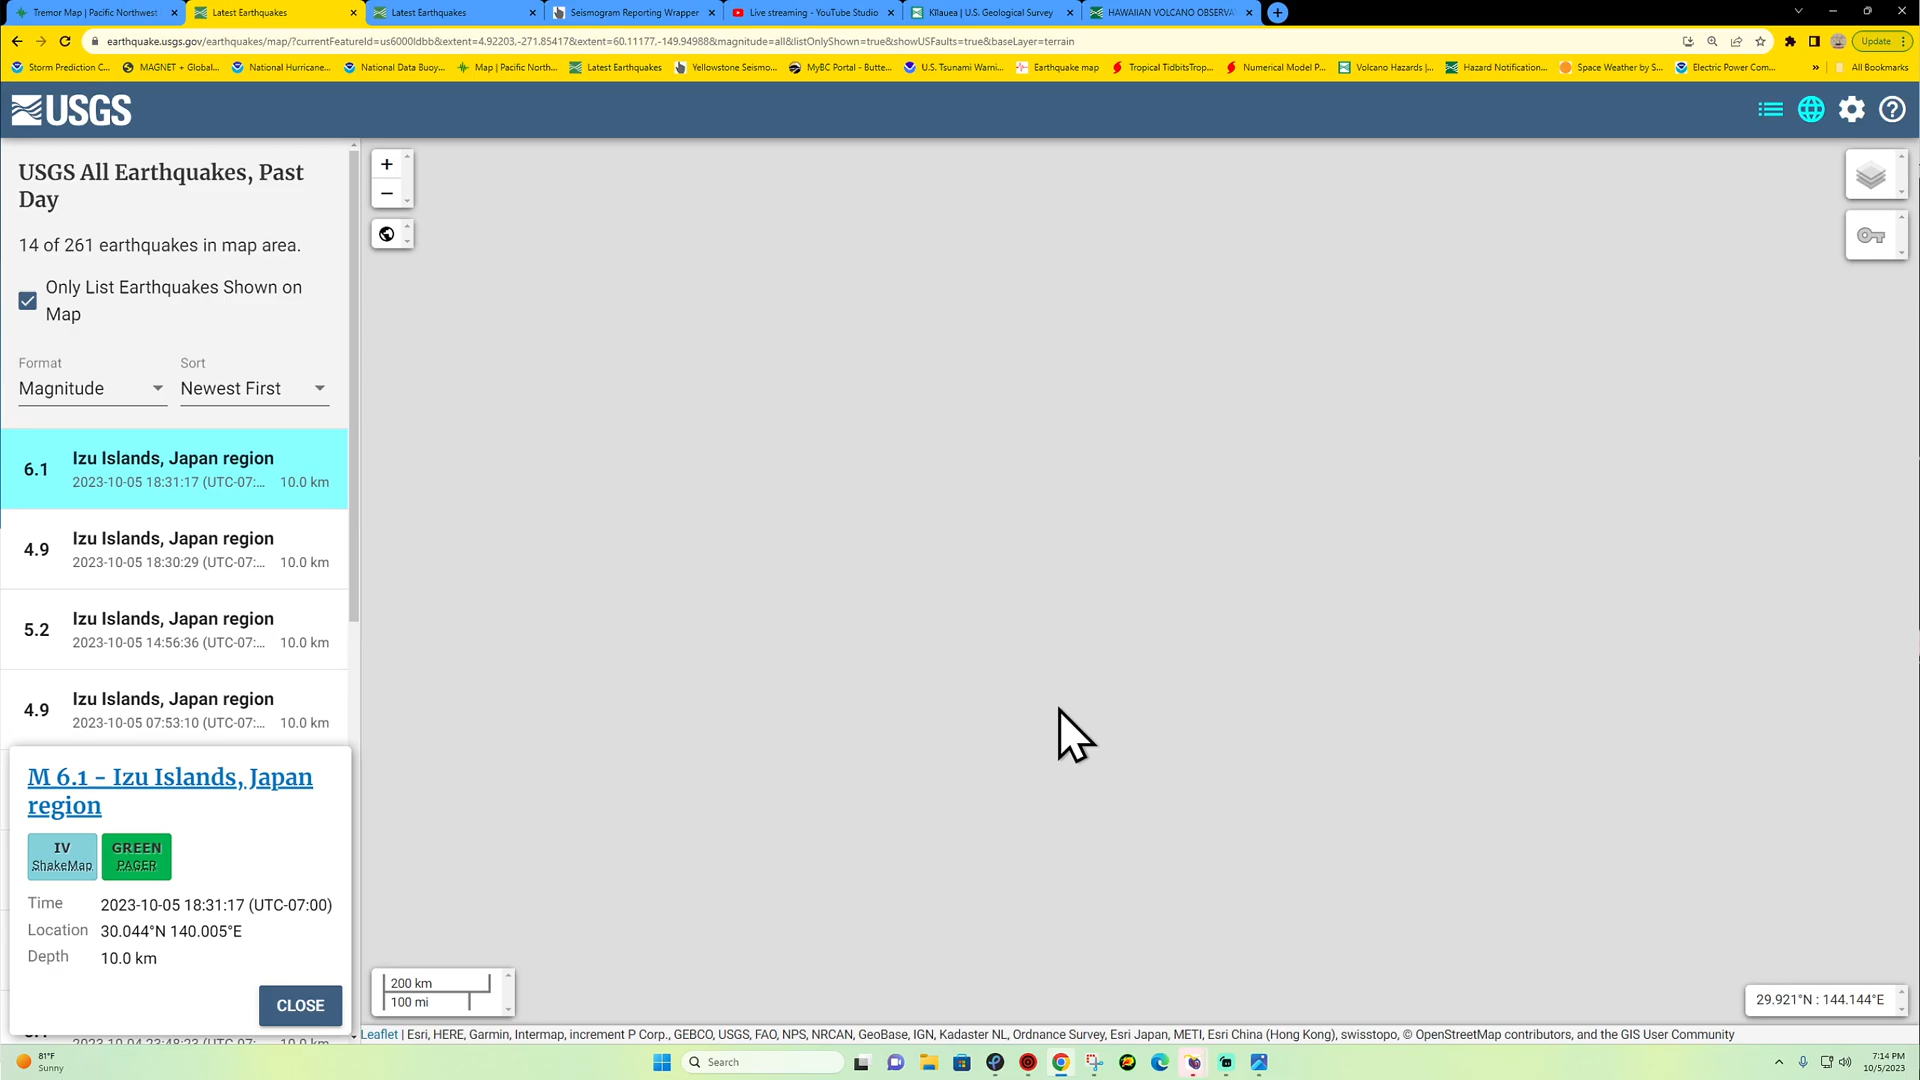 Tremor Map | Pacific Northwest
Latest Earthquakes
Latest Earthquakes
Seismogram Reporting Wrapper
Live streaming - YouTube Studio
Kīlauea | U.S. Geological Survey
HAWAIIAN VOLCANO OBSERVA
earthquake.usgs.gov/earthquakes/map/?currentFeatureId=us6000ldbb&extent=4.92203,-271.85417&extent=60.11177,-149.94988&magnitude=all&listOnlyShown=true&showUSFaults=true&baseLayer=terrain
Update
Storm Prediction C...
MAGNET + Global...
National Hurricane...
National Data Buoy...
Map | Pacific North...
Latest Earthquakes
Yellowstone Seismo...
MyBC Portal - Butte...
U.S. Tsunami Warni...
Earthquake map
Tropical TidbitsTrop...
Numerical Model P...
Volcano Hazards |...
Hazard Notification...
Space Weather by S...
Electric Power Com...
»
All Bookmarks
USGS
USGS All Earthquakes, Past
Day
14 of 261 earthquakes in map area.
Only List Earthquakes Shown on
Map
Format
Sort
Magnitude
Newest First
6.1
Izu Islands, Japan region
2023-10-05 18:31:17 (UTC-07:... 10.0 km
4.9
Izu Islands, Japan region
2023-10-05 18:30:29 (UTC-07:... 10.0 km
5.2
Izu Islands, Japan region
2023-10-05 14:56:36 (UTC-07:... 10.0 km
4.9
Izu Islands, Japan region
2023-10-05 07:53:10 (UTC-07:... 10.0 km
M 6.1 - Izu Islands, Japan
region
IV
ShakeMap
GREEN
PAGER
Time 2023-10-05 18:31:17 (UTC-07:00)
Location 30.044°N 140.005°E
Depth 10.0 km
CLOSE
2023-10-04 23:48:23 (UTC-07:... 10.0 km
+
−
200 km
100 mi
29.921°N : 144.144°E
Leaflet | Esri, HERE, Garmin, Intermap, increment P Corp., GEBCO, USGS, FAO, NPS, NRCAN, GeoBase, IGN, Kadaster NL, Ordnance Survey, Esri Japan, METI, Esri China (Hong Kong), swisstopo, © OpenStreetMap contributors, and the GIS User Community
81°F
Sunny
Search
7:14 PM
10/5/2023